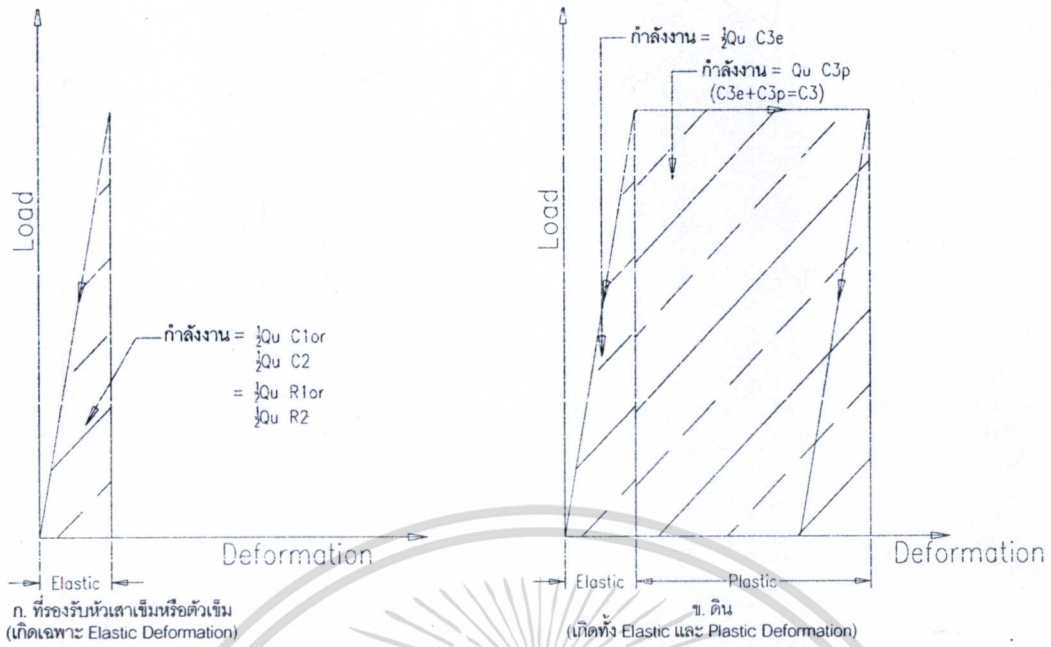 Load
กำลังงาน = ½Qu C1or
½Qu C2
= ½Qu R1or
½Qu R2
Deformation
Elastic
ก. ที่รองรับหัวเสาเข็มหรือตัวเข็ม
(เกิดเฉพาะ Elastic Deformation)
กำลังงาน = ½Qu C3e
กำลังงาน = Qu C3p
(C3e+C3p=C3)
Load
Deformation
Elastic
Plastic
ข. ดิน
(เกิดทั้ง Elastic และ Plastic Deformation)